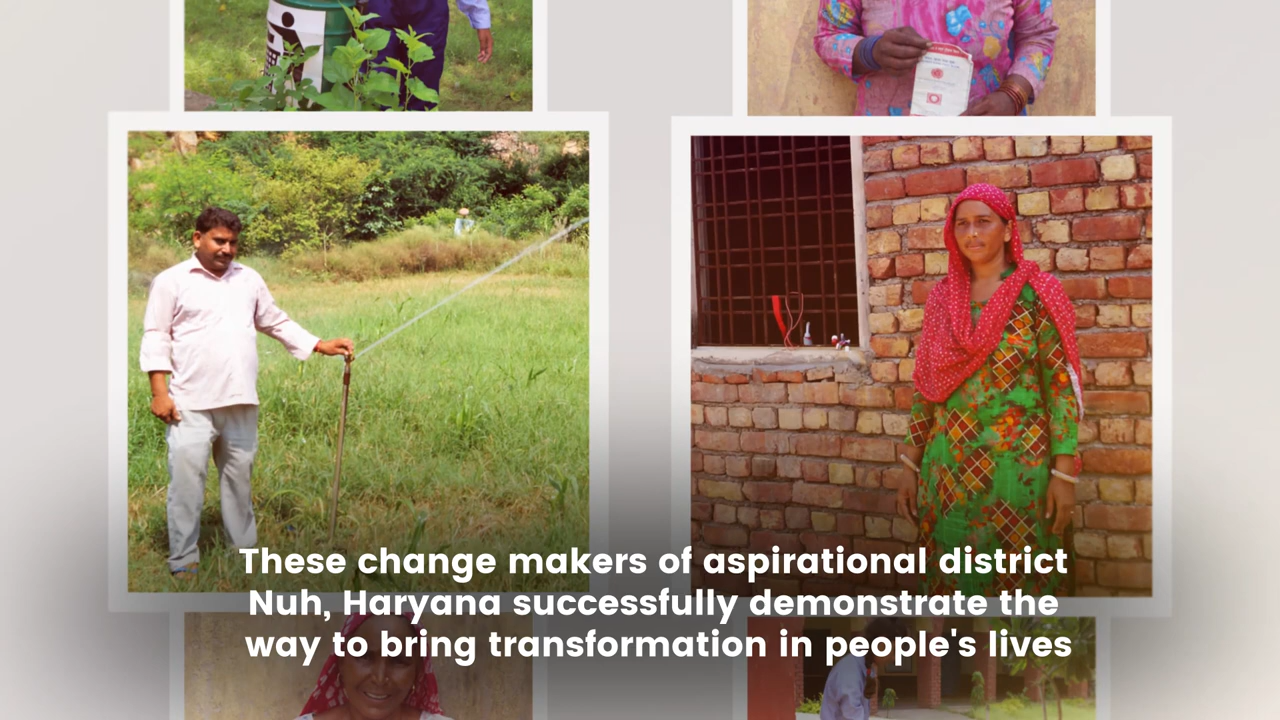 These change makers of aspirational district
Nuh, Haryana successfully demonstrate the
way to bring transformation in people's lives